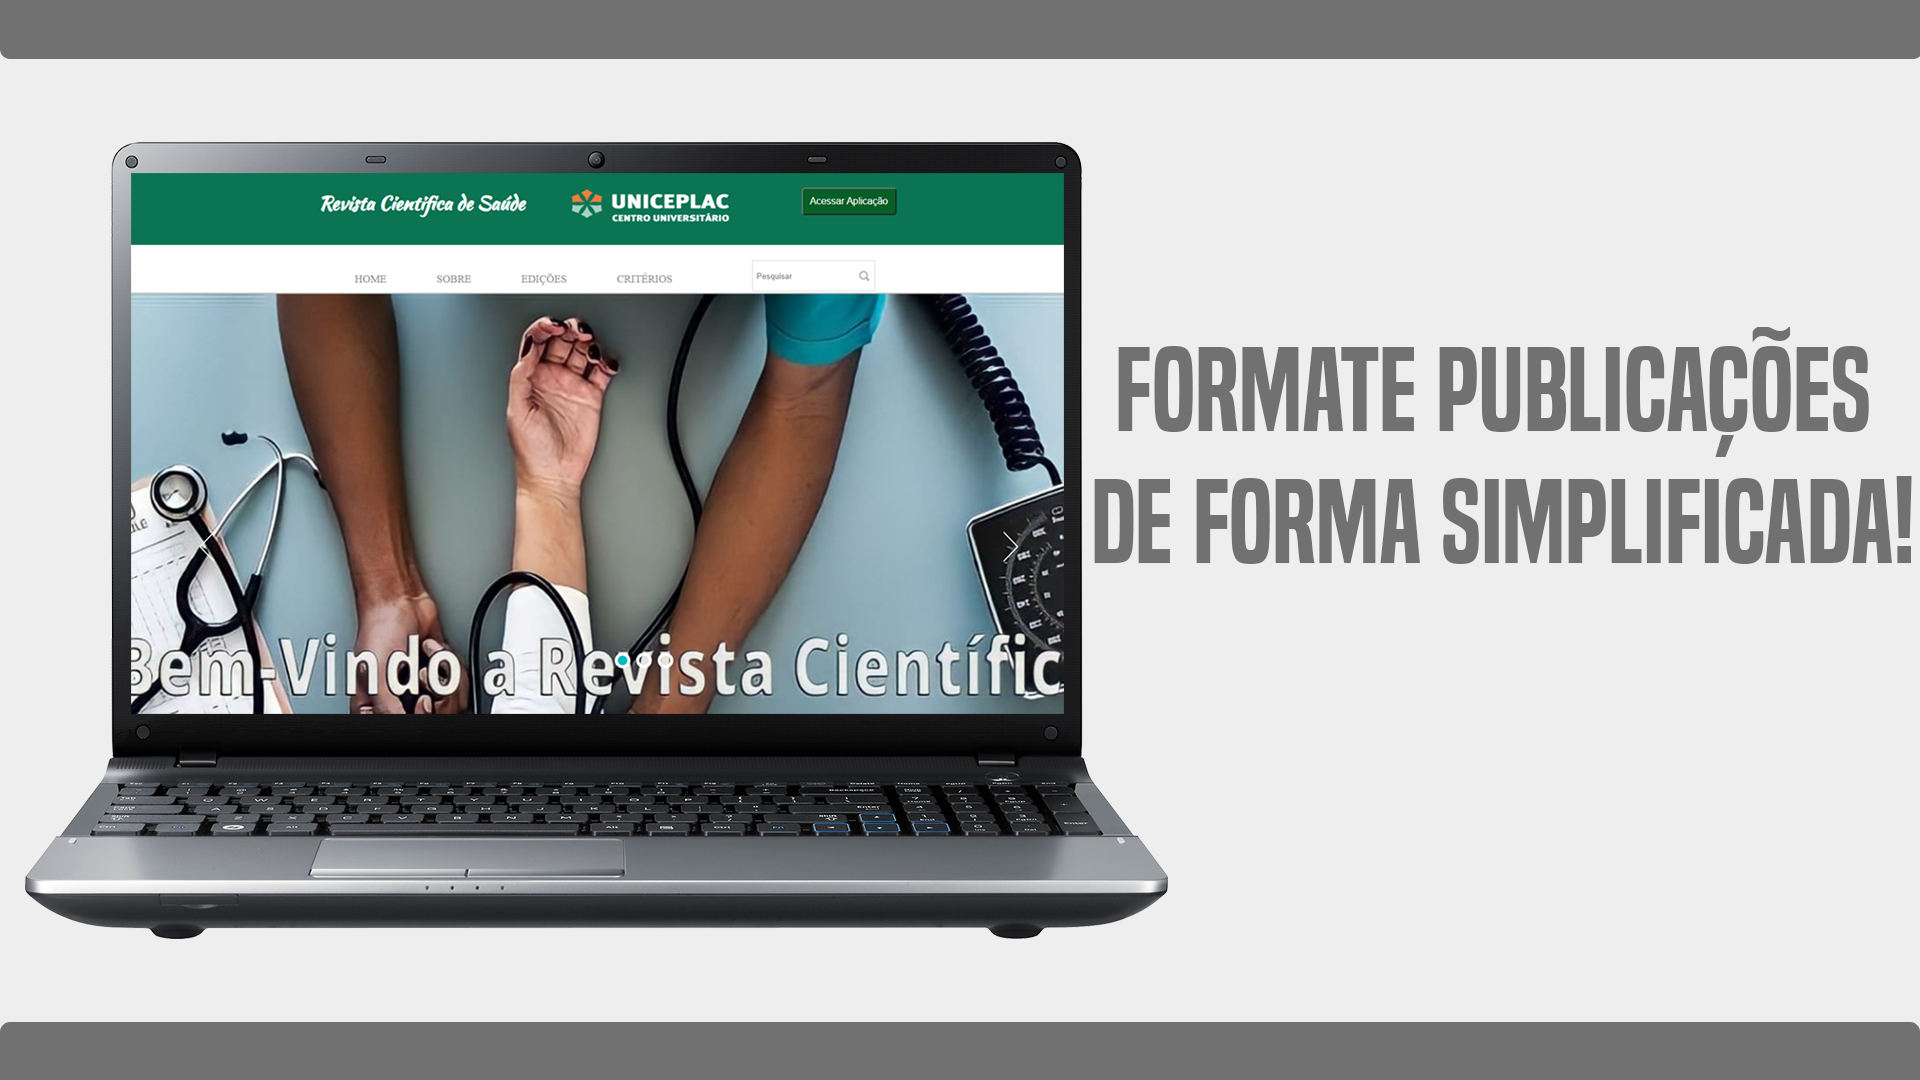 Revista Científica de Saúde
UNICEPLAC
CENTRO UNIVERSITÁRIO
Acessar Aplicação
HOME SOBRE EDIÇÕES CRITÉRIOS
Pesquisar
Bem-Vindo a Revista Científic
FORMATE PUBLICAÇÕES
DE FORMA SIMPLIFICADA!